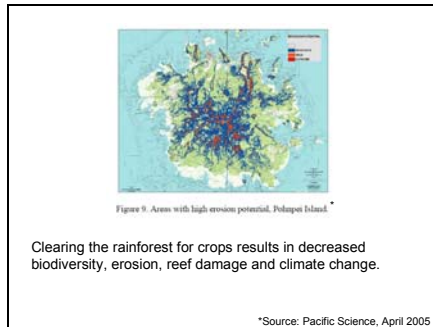 Figure 9. Areas with high erosion potential, Pohnpei Island.*
Clearing the rainforest for crops results in decreased
biodiversity, erosion, reef damage and climate change.
*Source: Pacific Science, April 2005